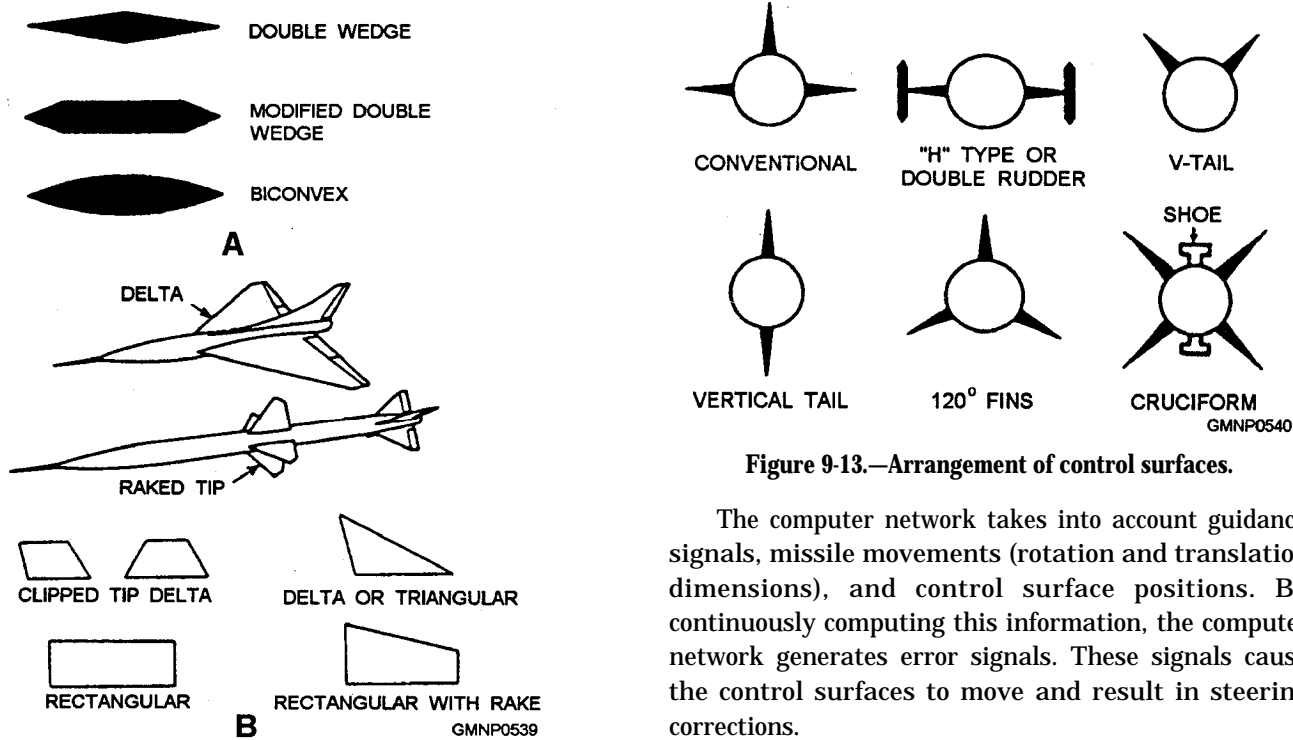 DOUBLE WEDGE
MODIFIED DOUBLE
WEDGE
BICONVEX
A
DELTA
RAKED TIP
CLIPPED TIP DELTA
DELTA OR TRIANGULAR
RECTANGULAR
RECTANGULAR WITH RAKE
B
GMNP0539
CONVENTIONAL
"H" TYPE OR
DOUBLE RUDDER
V-TAIL
SHOE
VERTICAL TAIL
120° FINS
CRUCIFORM
GMNP0540
Figure 9-13.—Arrangement of control surfaces.
The computer network takes into account guidanc
signals, missile movements (rotation and translatio
dimensions), and control surface positions. B
continuously computing this information, the compute
network generates error signals. These signals caus
the control surfaces to move and result in steerin
corrections.